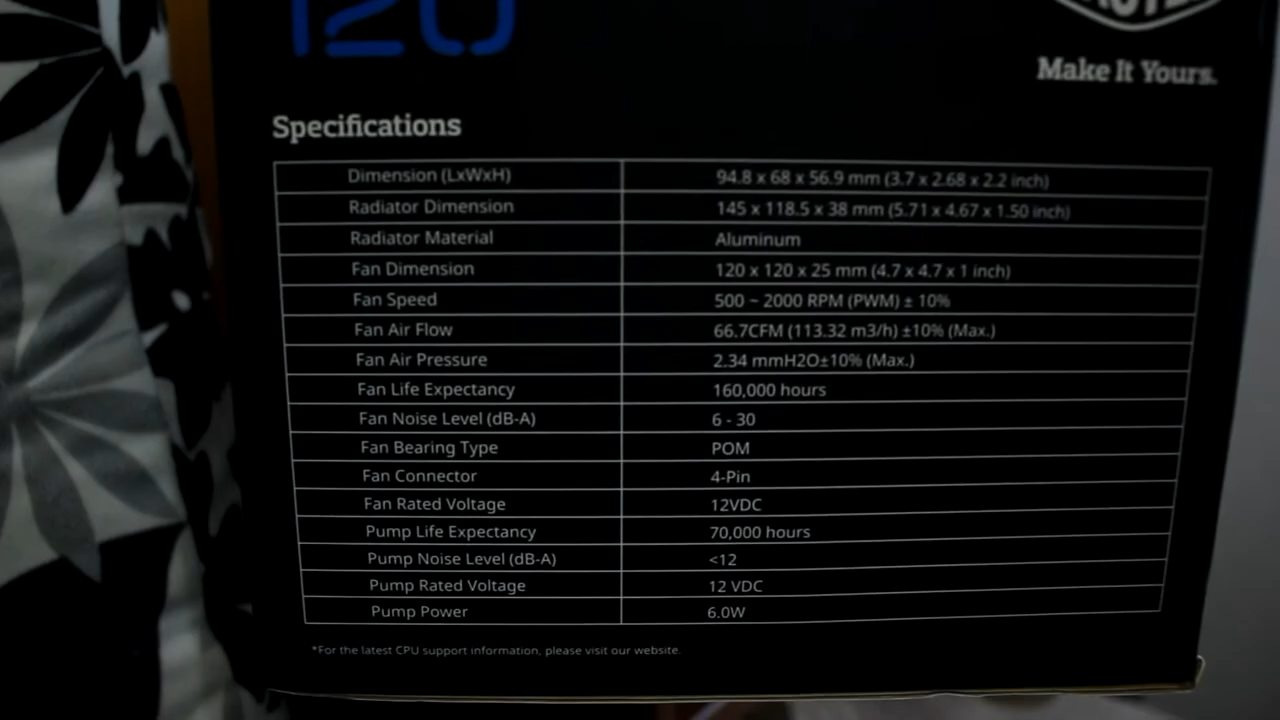 120
Make It Yours.
Specifications
Dimension (LxWxH) 94.8 x 68 x 56.9 mm (3.7 x 2.68 x 2.2 inch)
Radiator Dimension 145 x 118.5 x 38 mm (5.71 x 4.67 x 1.50 inch)
Radiator Material Aluminum
Fan Dimension 120 x 120 x 25 mm (4.7 x 4.7 x 1 inch)
Fan Speed 500 ~ 2000 RPM (PWM) ± 10%
Fan Air Flow 66.7CFM (113.32 m3/h) ±10% (Max.)
Fan Air Pressure 2.34 mmH2O±10% (Max.)
Fan Life Expectancy 160,000 hours
Fan Noise Level (dB-A) 6 - 30
Fan Bearing Type POM
Fan Connector 4-Pin
Fan Rated Voltage 12VDC
Pump Life Expectancy 70,000 hours
Pump Noise Level (dB-A) <12
Pump Rated Voltage 12 VDC
Pump Power 6.0W
*For the latest CPU support information, please visit our website.